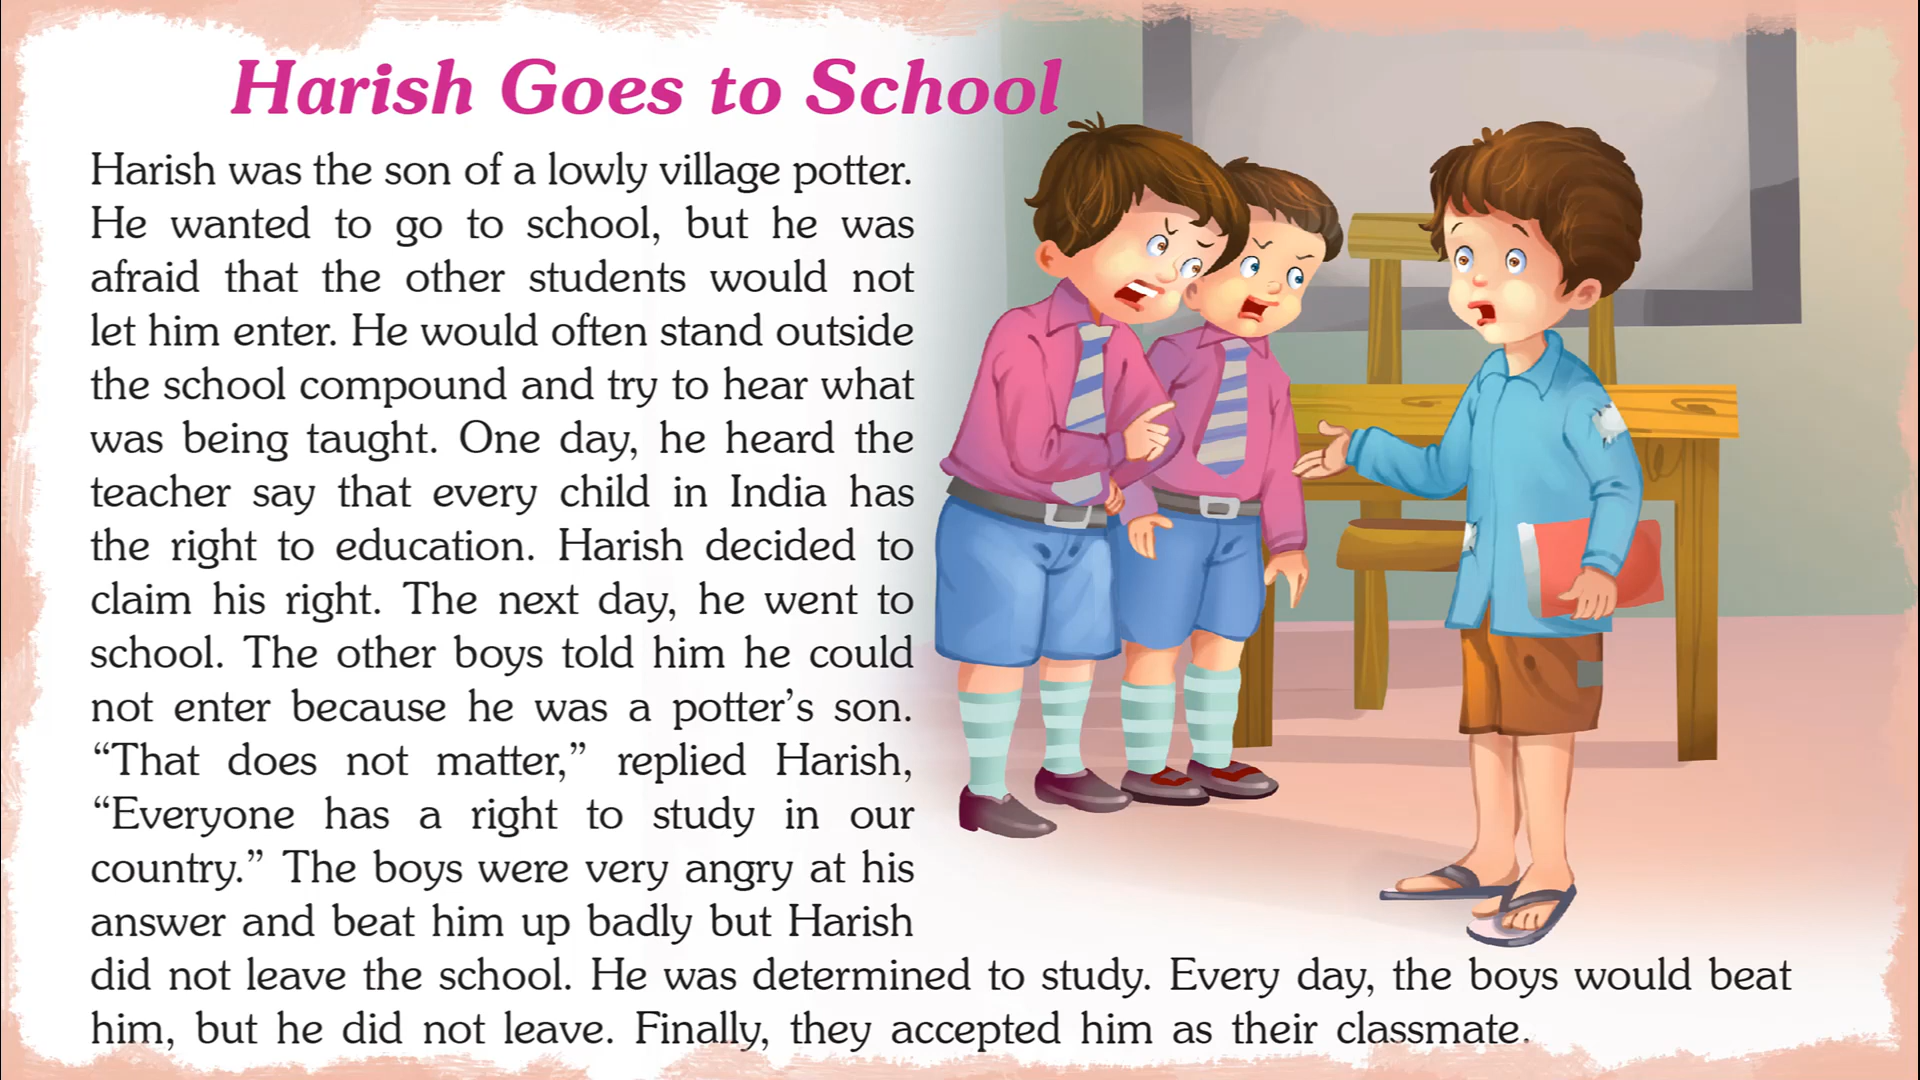 Harish Goes to School
Harish was the son of a lowly village potter.
He wanted to go to school, but he was
afraid that the other students would not
let him enter. He would often stand outside
the school compound and try to hear what
was being taught. One day, he heard the
teacher say that every child in India has
the right to education. Harish decided to
claim his right. The next day, he went to
school. The other boys told him he could
not enter because he was a potter’s son.
“That does not matter,” replied Harish,
“Everyone has a right to study in our
country.” The boys were very angry at his
answer and beat him up badly but Harish
did not leave the school. He was determined to study. Every day, the boys would beat
him, but he did not leave. Finally, they accepted him as their classmate.